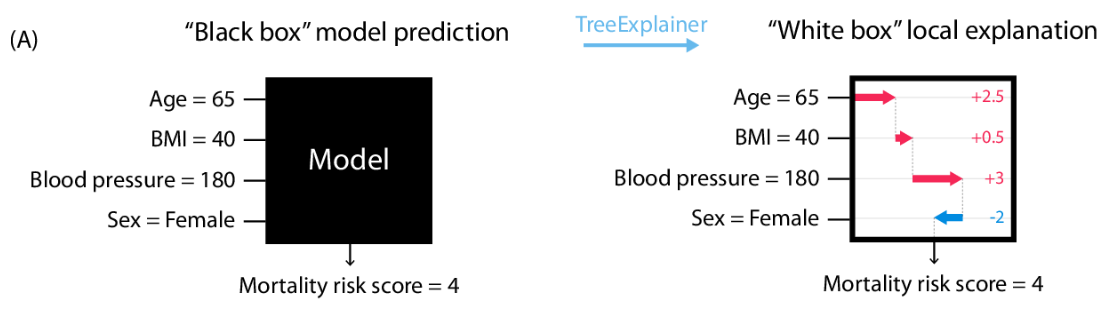 (A)
“Black box” model prediction
TreeExplainer
“White box” local explanation
Age = 65
BMI = 40
Blood pressure = 180
Sex = Female
Model
Mortality risk score = 4
Age = 65
+2.5
BMI = 40
+0.5
Blood pressure = 180
+3
Sex = Female
-2
Mortality risk score = 4